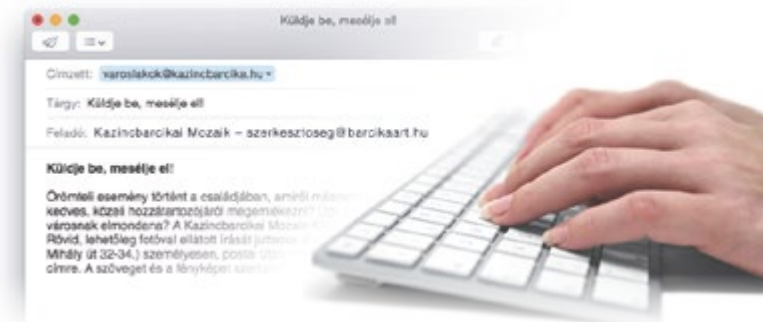 Küldje be, mesélje el!
Címzett: varoslakok@kazincbarcika.hu
Tárgy: Küldje be, mesélje el!
Feladó: Kazincbarcikai Mozaik – szerkesztoseg@barcikaart.hu
Küldje be, mesélje el!
Örömteli esemény történt a családjában, amiről
kedves, közeli hozzátartozójáról megemlékezni?
városnak elmondana? A Kazincbarcikai Mozaik
Rövid, lehetőleg fotóval ellátott írását
Mihály út 32-34.) személyesen, postai
címre. A szöveget és a fényképet